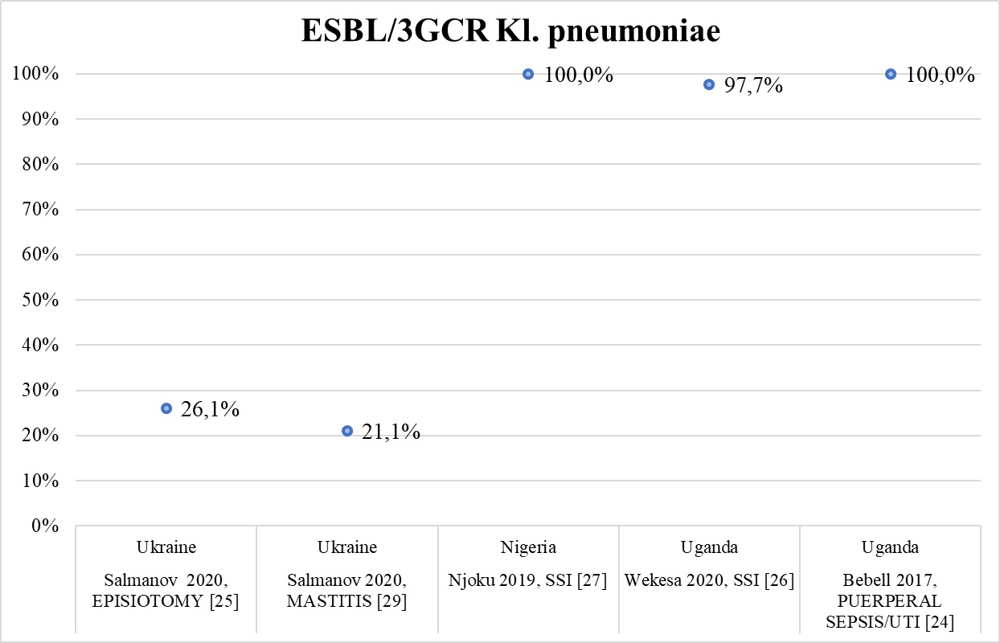 ESBL/3GCR Kl. pneumoniae
100%
90%
80%
70%
60%
50%
40%
30%
20%
10%
0%
26,1%
21,1%
100,0%
97,7%
100,0%
Ukraine
Salmanov 2020,
EPISIOTOMY [25]
Ukraine
Salmanov 2020,
MASTITIS [29]
Nigeria
Njoku 2019, SSI [27]
Uganda
Wekesa 2020, SSI [26]
Uganda
Bebell 2017,
PUERPERAL
SEPSIS/UTI [24]